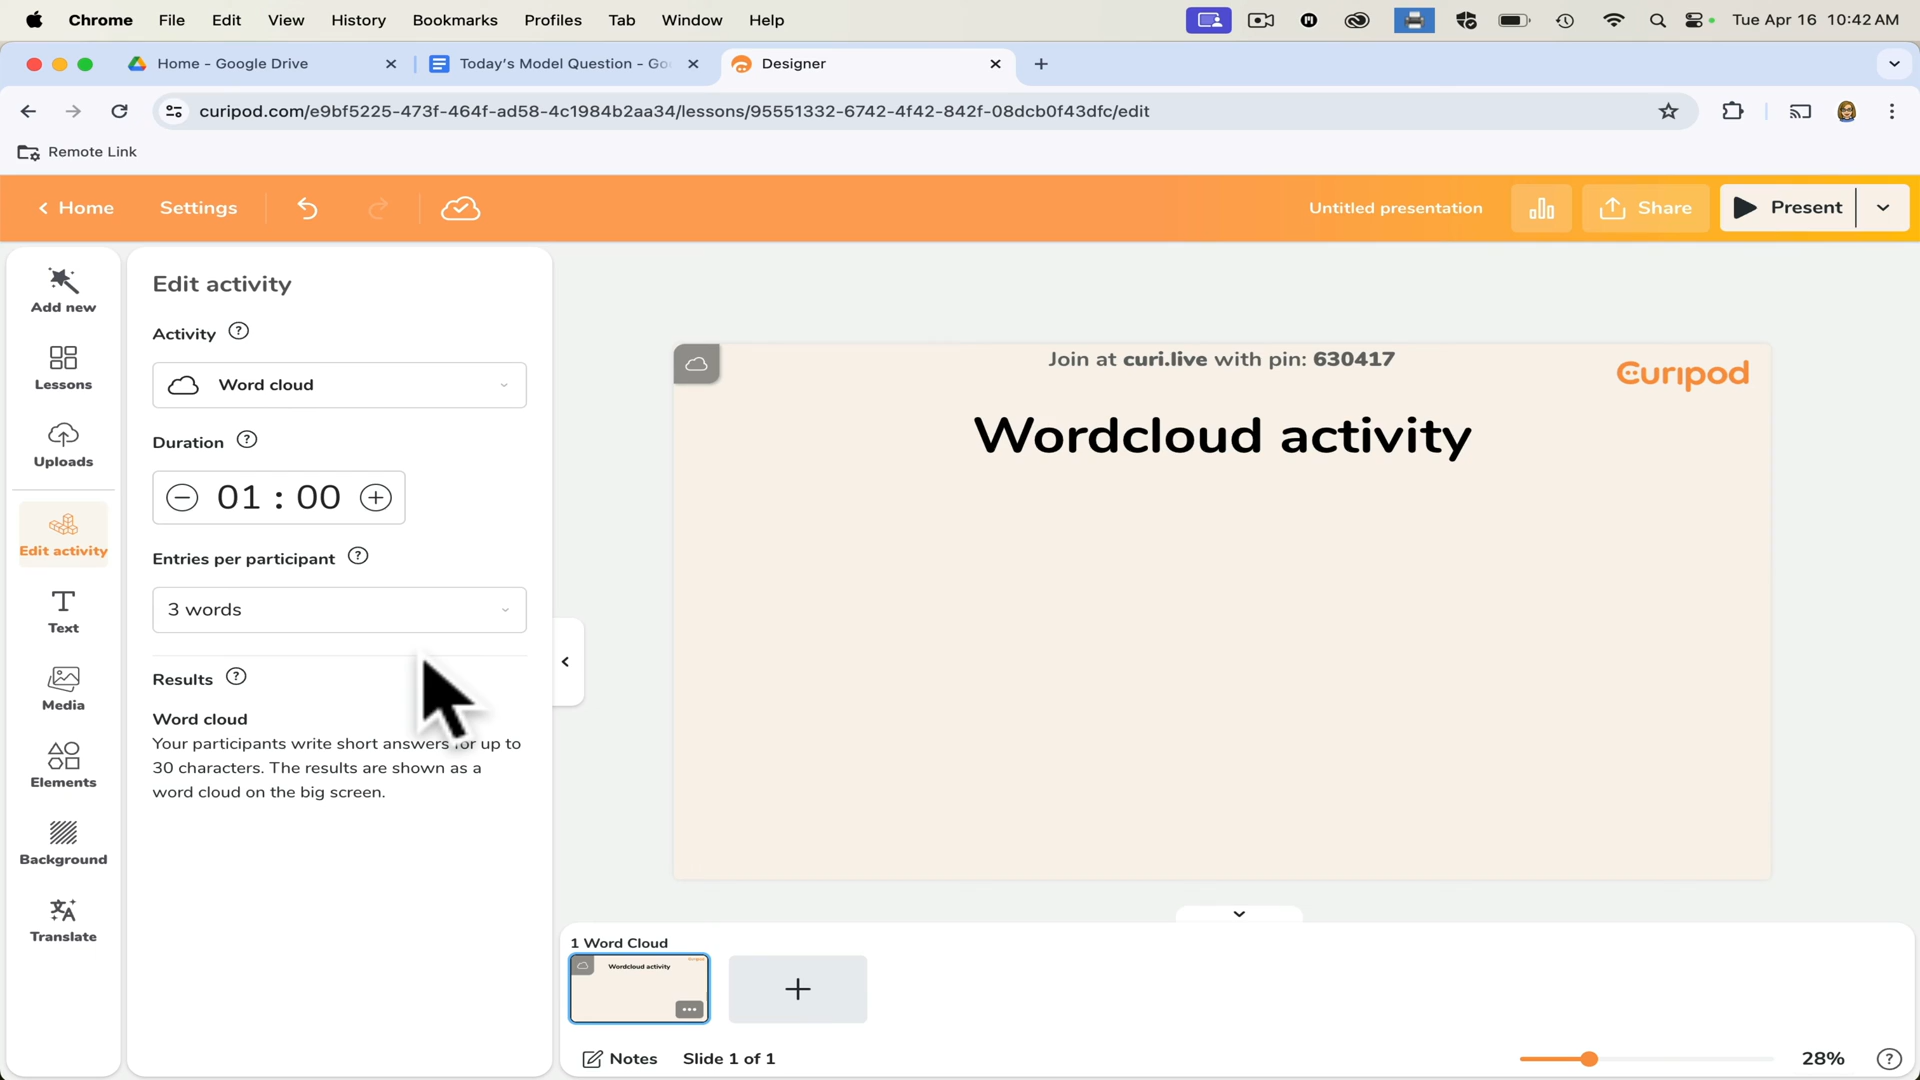 Chrome File Edit View History Bookmarks Profiles Tab Window Help Tue Apr 16 10:42 AM
Home - Google Drive Today's Model Question - Go Designer
curipod.com/e9bf5225-473f-464f-ad58-4c1984b2aa34/lessons/95551332-6742-4f42-842f-08dcb0f43dfc/edit
Remote Link
Home Settings Untitled presentation Share Present
Add new
Lessons
Uploads
Edit activity
Text
Media
Elements
Background
Translate
Edit activity
Activity ?
Word cloud
Duration ?
01 : 00
Entries per participant ?
3 words
Results ?
Word cloud
Your participants write short answers for up to
30 characters. The results are shown as a
word cloud on the big screen.
Join at curi.live with pin: 630417
Curipod
Wordcloud activity
1 Word Cloud
Wordcloud activity
Notes Slide 1 of 1 28% ?